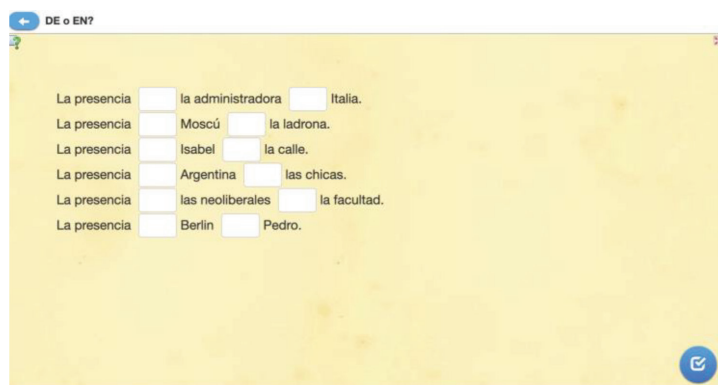 DE o EN?
La presencia la administradora Italia.
La presencia Moscú la ladrona.
La presencia Isabel la calle.
La presencia Argentina las chicas.
La presencia las neoliberales la facultad.
La presencia Berlin Pedro.